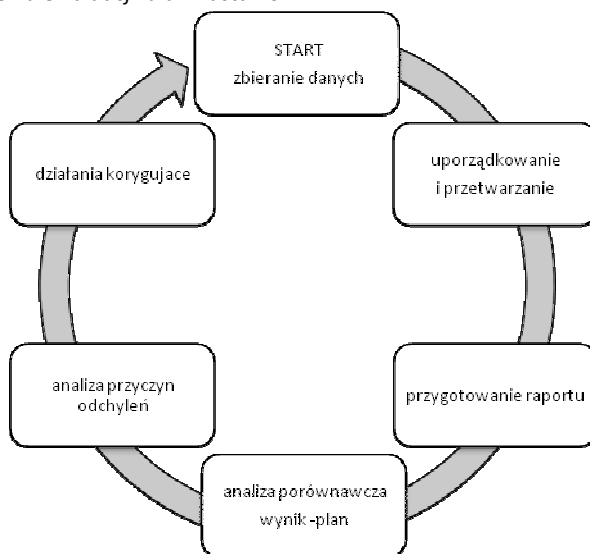 START
zbieranie danych
uporządkowanie
i przetwarzanie
przygotowanie raportu
analiza porównawcza
wynik -plan
analiza przyczyn
odchyleń
działania korygujace